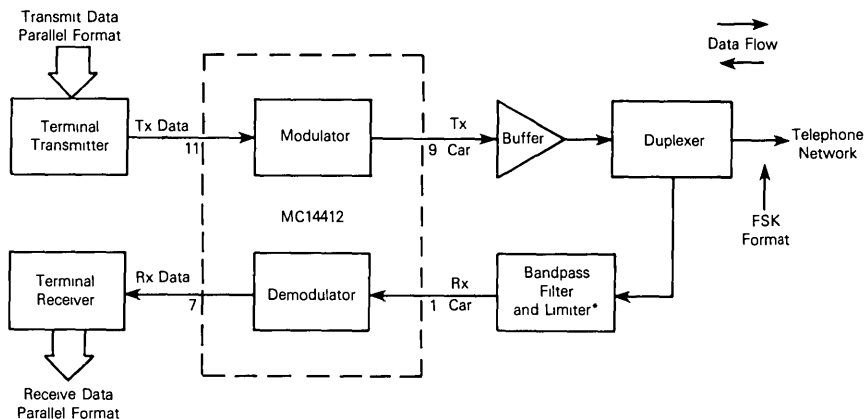 Transmit Data
Parallel Format
Data Flow
Terminal
Transmitter
Tx Data
11
Modulator
Tx
9 Car
Buffer
Duplexer
Telephone
Network
MC14412
FSK
Format
Terminal
Receiver
Rx Data
7
Demodulator
Rx
1 Car
Bandpass
Filter
and Limiter*
Receive Data
Parallel Format